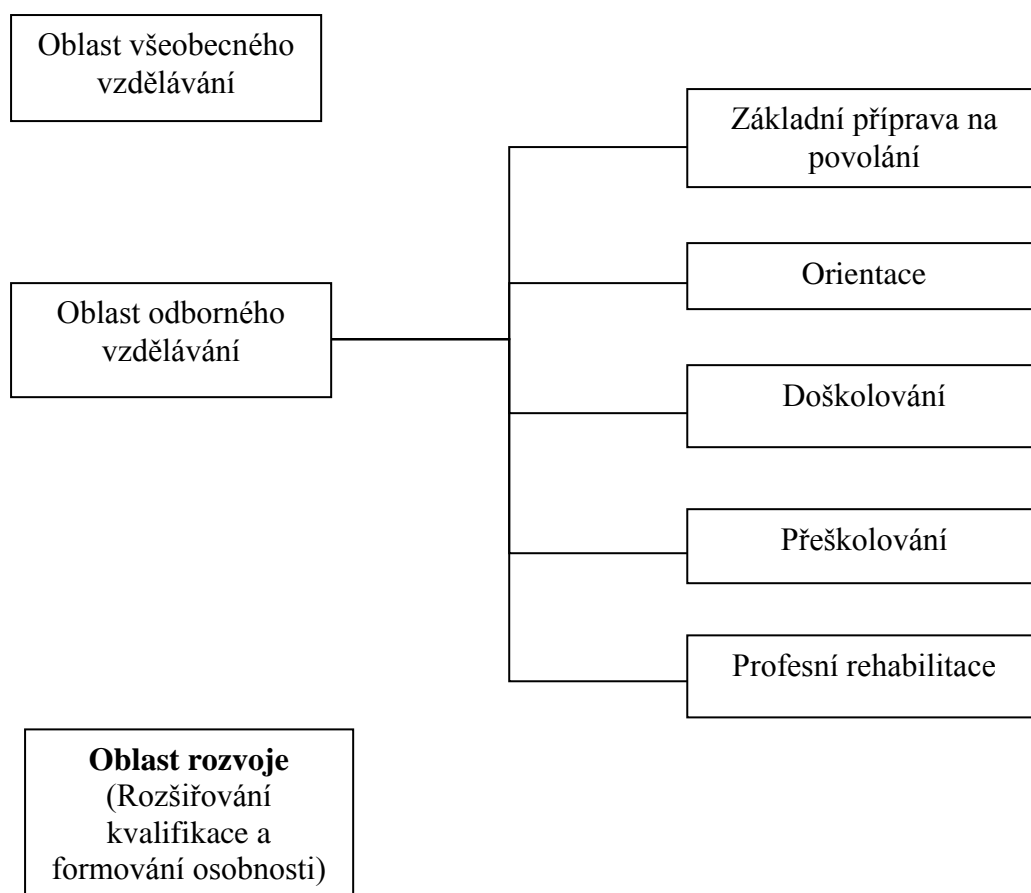 Oblast všeobecného
vzdělávání
Základní příprava na
povolání
Orientace
Oblast odborného
vzdělávání
Doškolování
Přeškolování
Profesní rehabilitace
Oblast rozvoje
(Rozšiřování
kvalifikace a
formování osobnosti)